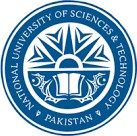 NATIONAL UNIVERSITY OF SCIENCES & TECHNOLOGY
PAKISTAN